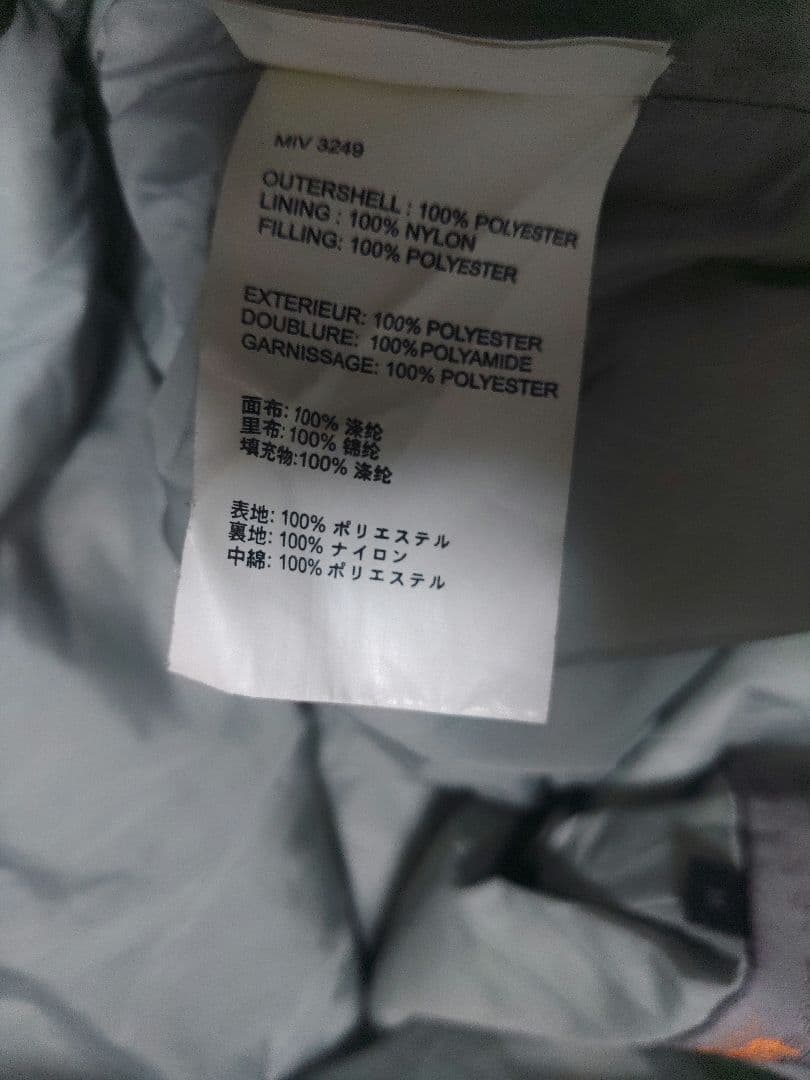 MIV 3249
OUTERSHELL : 100% POLYESTER
LINING : 100% NYLON
FILLING: 100% POLYESTER
EXTERIEUR: 100% POLYESTER
DOUBLURE: 100%POLYAMIDE
GARNISSAGE: 100% POLYESTER
面布: 100% 涤纶
里布: 100% 锦纶
填充物:100% 涤纶
表地: 100% ポリエステル
裏地: 100% ナイロン
中綿: 100% ポリエステル